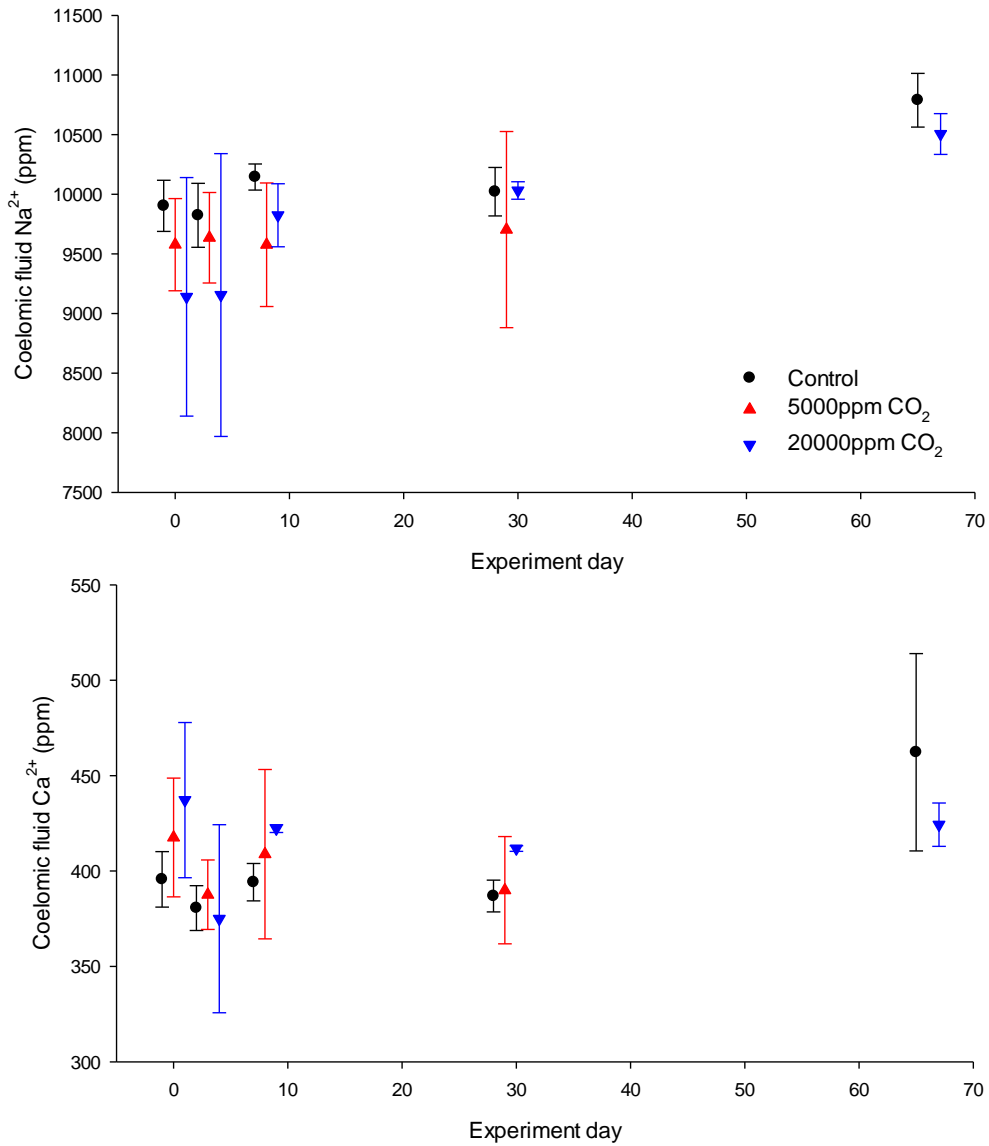 11500
11000
10500
10000
9500
9000
8500
8000
7500
Coelomic fluid Na²⁺ (ppm)
Control
5000ppm CO₂
20000ppm CO₂
0 10 20 30 40 50 60 70
Experiment day
550
500
450
400
350
300
Coelomic fluid Ca²⁺ (ppm)
0 10 20 30 40 50 60 70
Experiment day